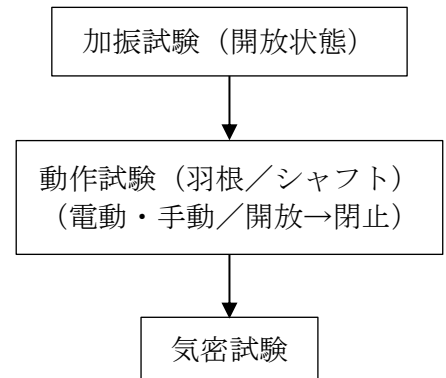 加振試験（開放状態）
動作試験（羽根／シャフト）
（電動・手動／開放→閉止）
気密試験